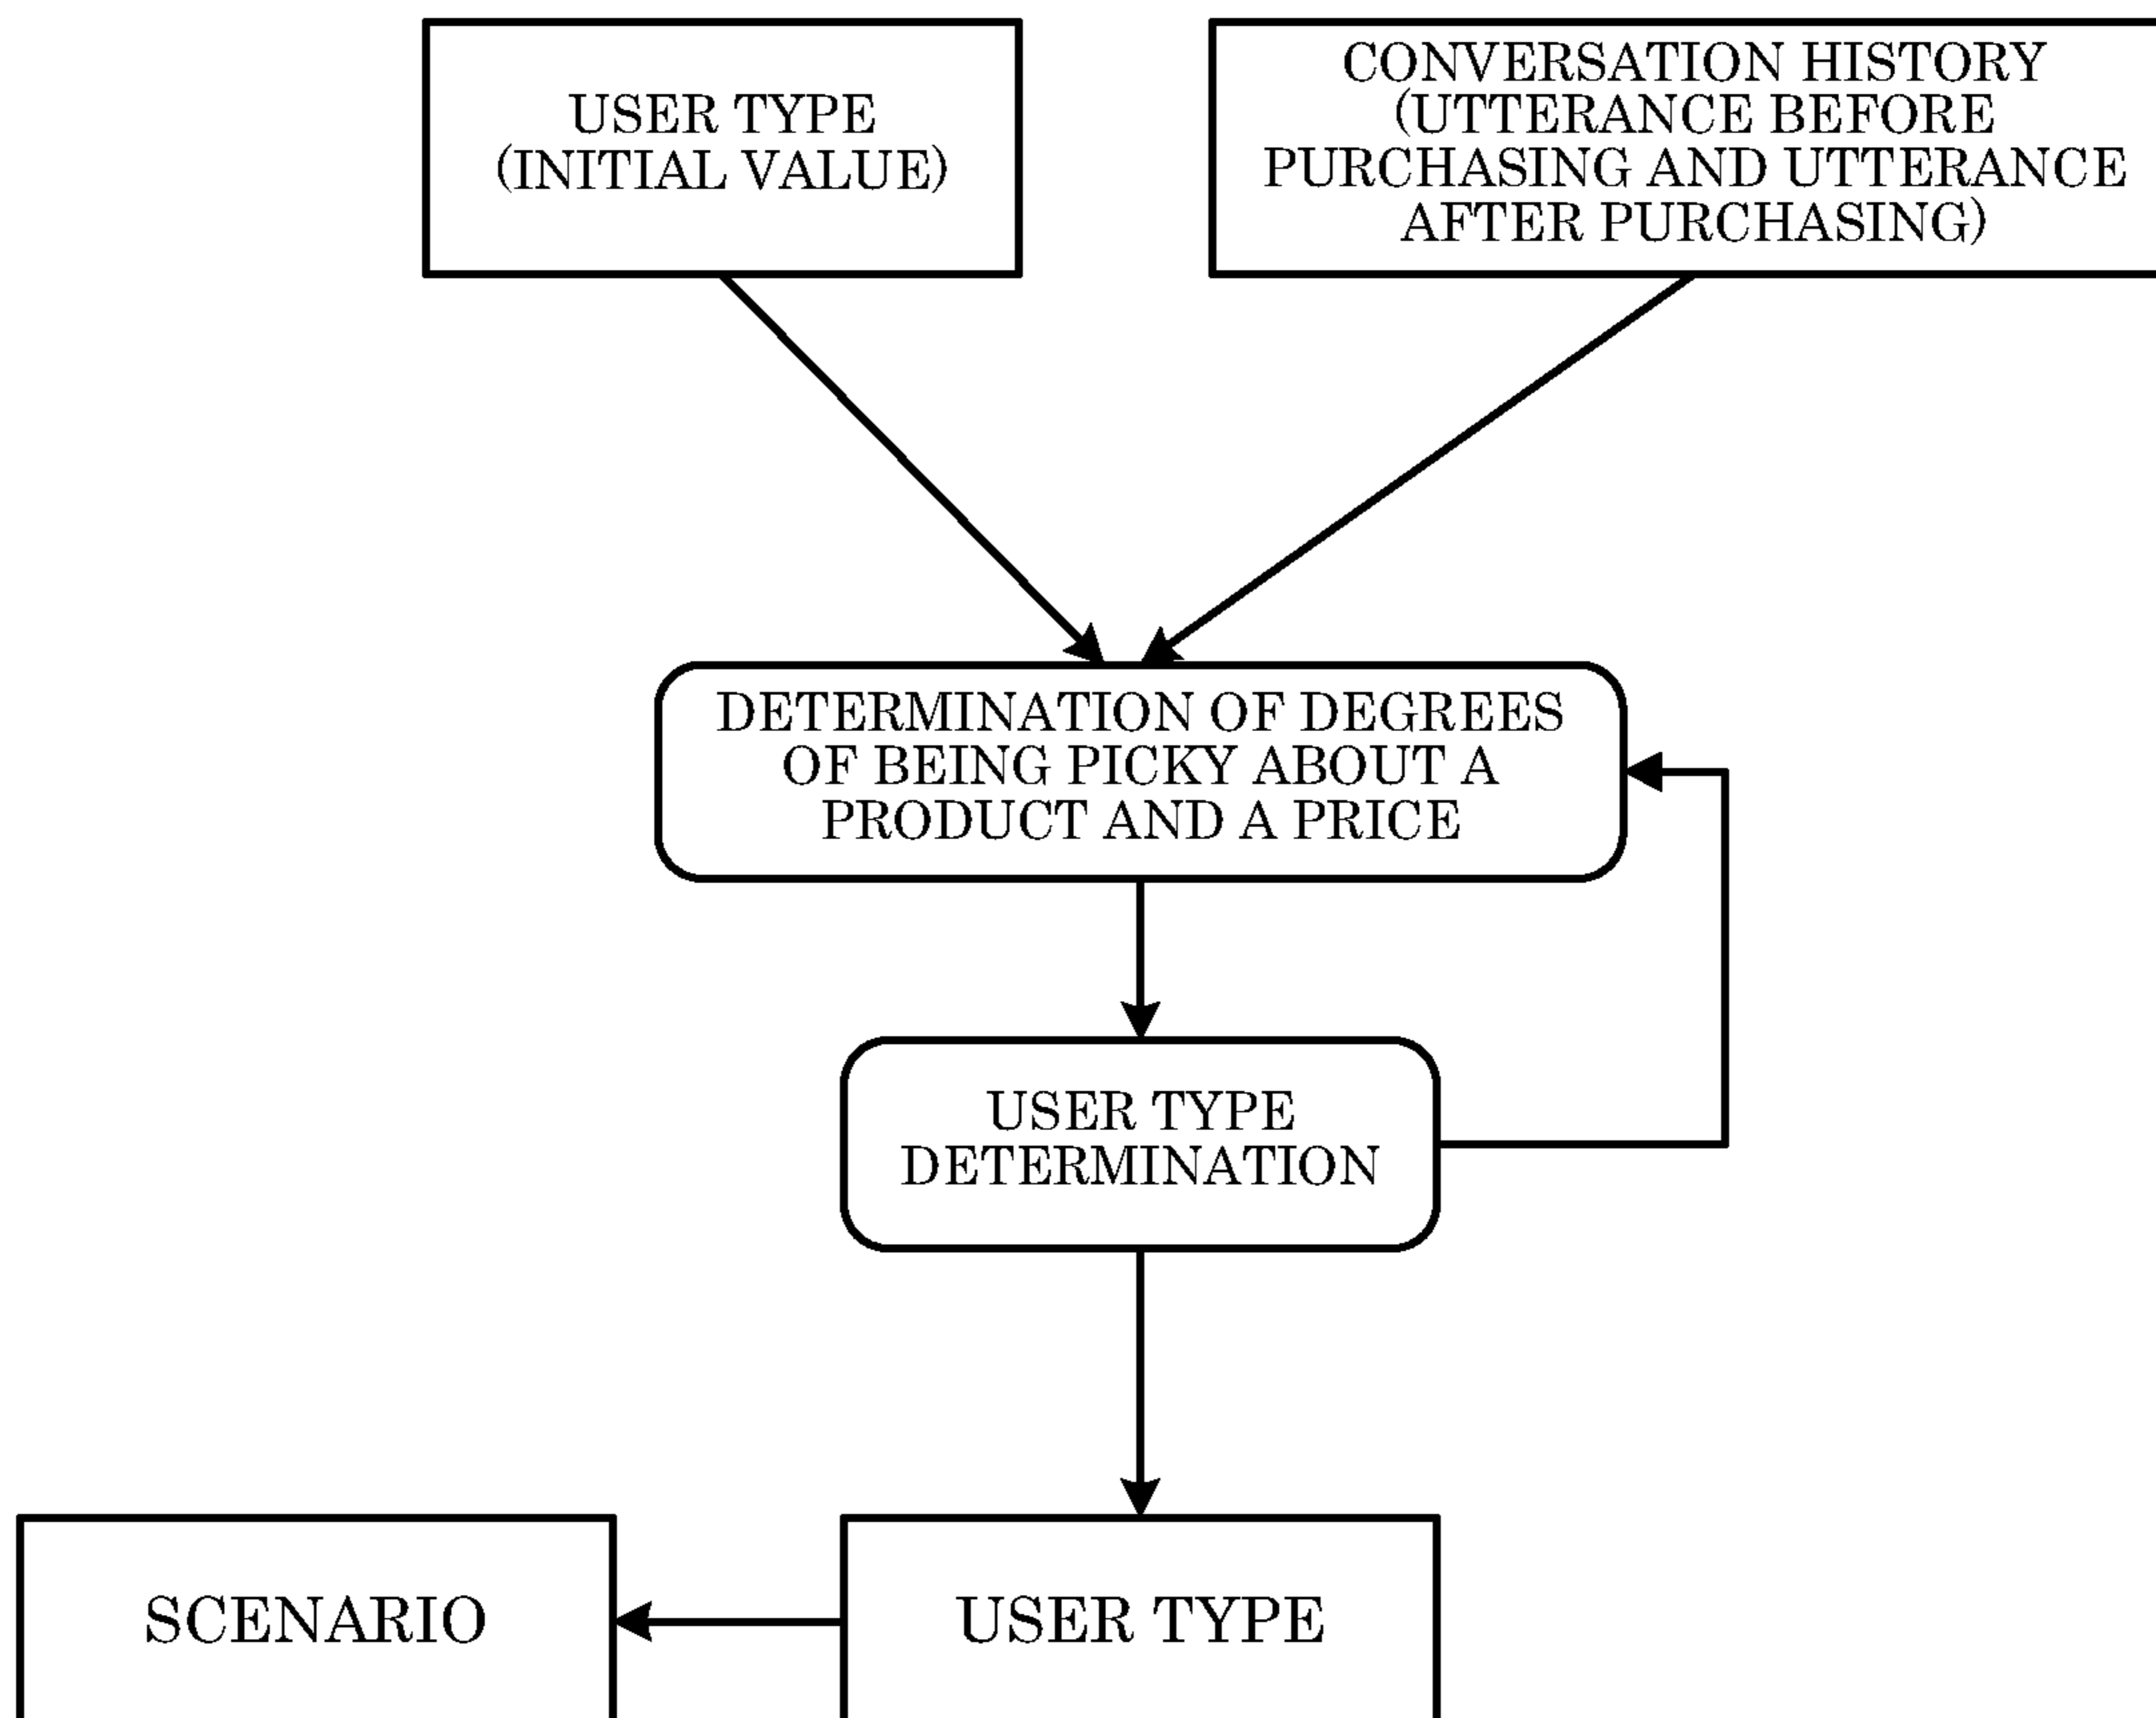 USER TYPE
(INITIAL VALUE)
CONVERSATION HISTORY
(UTTERANCE BEFORE
PURCHASING AND UTTERANCE
AFTER PURCHASING)
DETERMINATION OF DEGREES
OF BEING PICKY ABOUT A
PRODUCT AND A PRICE
USER TYPE
DETERMINATION
SCENARIO
USER TYPE